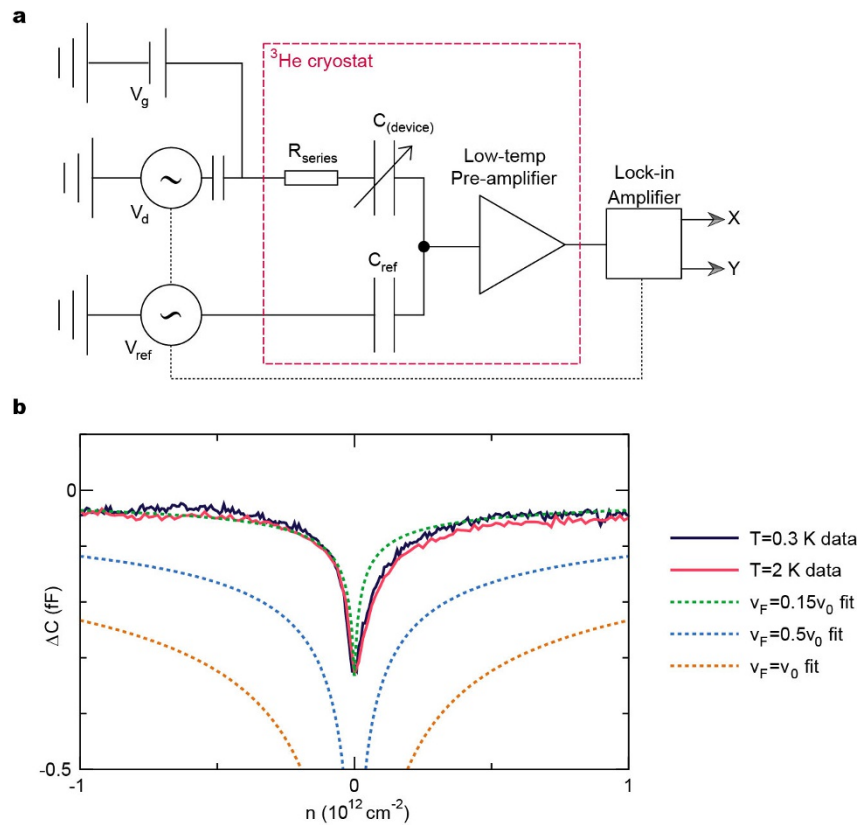 a
³He cryostat
V_g
C_(device)
R_series
Low-temp
Pre-amplifier
Lock-in
Amplifier
V_d
X
C_ref
Y
V_ref
b
0
ΔC (fF)
-0.5
-1
0
1
n (10¹² cm⁻²)
T=0.3 K data
T=2 K data
v_F=0.15v_0 fit
v_F=0.5v_0 fit
v_F=v_0 fit